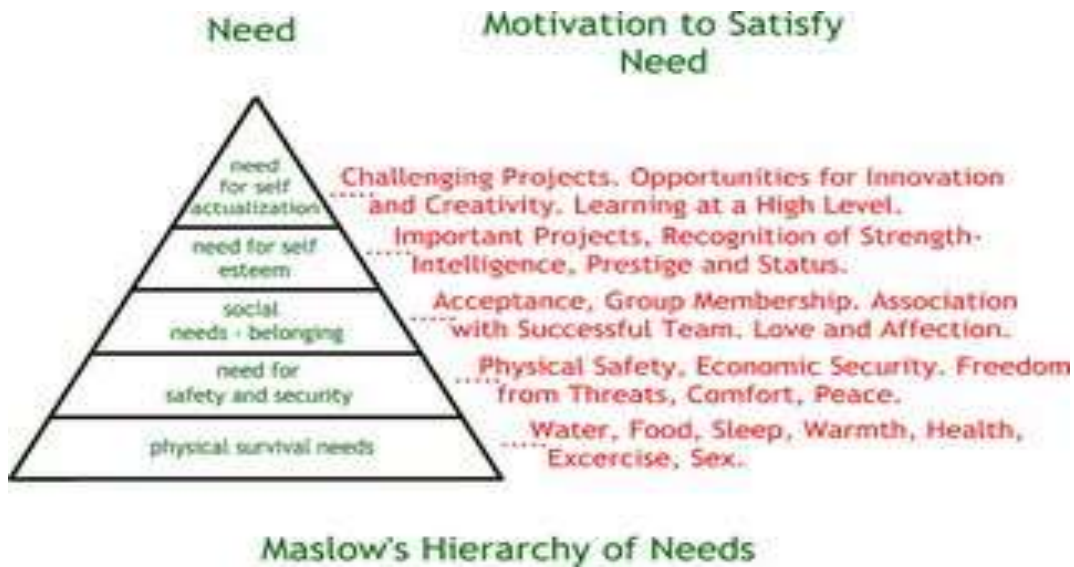 Need
Motivation to Satisfy
Need
need
for self
actualization
Challenging Projects. Opportunities for Innovation
and Creativity. Learning at a High Level.
need for self
esteem
Important Projects, Recognition of Strength-
Intelligence, Prestige and Status.
social
needs - belonging
Acceptance, Group Membership. Association
with Successful Team. Love and Affection.
need for
safety and security
Physical Safety, Economic Security. Freedom
from Threats, Comfort, Peace.
physical survival needs
Water, Food, Sleep, Warmth, Health,
Excercise, Sex.
Maslow's Hierarchy of Needs